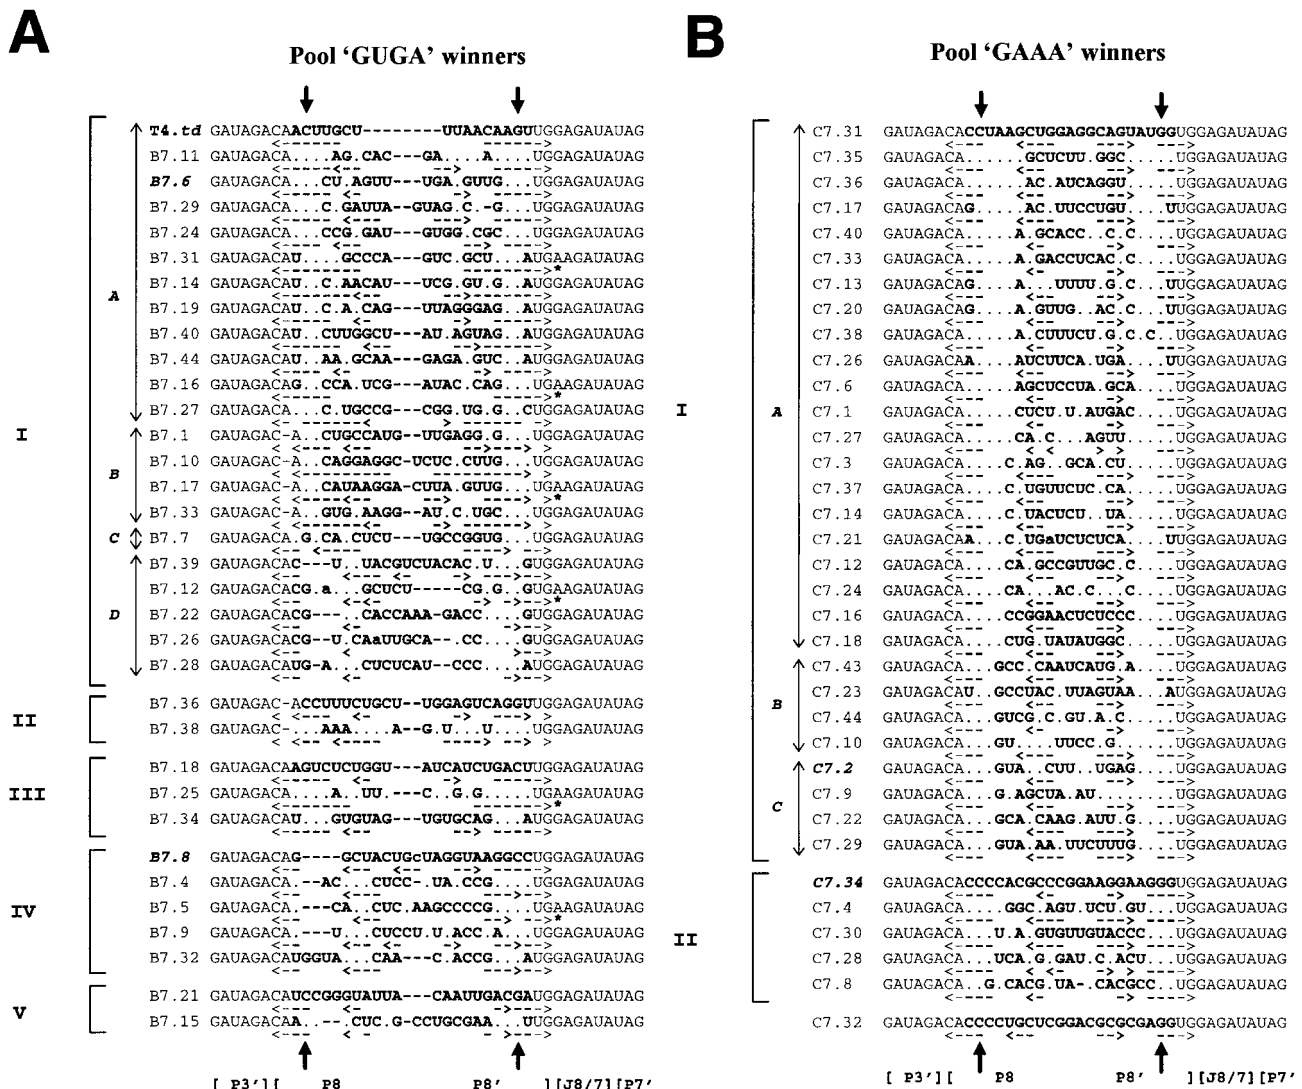 A
Pool ‘GUGA’ winners
T4.td GAUAGACAACUUGCU---------UUAACAAGUUGGAGAUAUAG
B7.11 GAUAGACA....AG.CAC---GA....A....UGGAGAUAUAG
B7.6 GAUAGACA...CU.AGUU---UGA.GUUG...UGGAGAUAUAG
B7.29 GAUAGACA...C.GAUUA--GUAG.C.-G...UGGAGAUAUAG
B7.24 GAUAGACA...CCG.GAU---GUGG.CGC...UGGAGAUAUAG
B7.31 GAUAGACAU....GCCCA---GUC.GCU...AUGAAGAUAUAG
B7.14 GAUAGACAU..C.AACAU---UCG.GU.G..AUGGAGAUAUAG
B7.19 GAUAGACAU..C.A.CAG---UUAGGGAG..AUGGAGAUAUAG
B7.40 GAUAGACAU..CUUGGCU---AU.AGUAG..AUGGAGAUAUAG
B7.44 GAUAGACAU..AA.GCAA---GAGA.GUC..AUGGAGAUAUAG
B7.16 GAUAGACAG..CCA.UCG---AUAC.CAG...UGAAGAUAUAG
B7.27 GAUAGACA...C.UGCCG---CGG.UG.G..CUGGAGAUAUAG
B7.1 GAUAGAC-A..CUGCCAUG--UUGAGG.G...UGGAGAUAUAG
B7.10 GAUAGAC-A..CAGGAGGC-UCUC.CUUG...UGGAGAUAUAG
B7.17 GAUAGAC-A..CAUAAGGA-CUUA.GUUG...UGAAGAUAUAG
B7.33 GAUAGAC-A..GUG.AAGG--AU.C.UGC...UGGAGAUAUAG
B7.7 GAUAGACA.G.CA.CUCU---UGCCGGUG...UGGAGAUAUAG
B7.39 GAUAGACAC---U..UACGUCUACAC.U...GUGGAGAUAUAG
B7.12 GAUAGACACG.a...GCUCU-----CG.G..GUGAAGAUAUAG
B7.22 GAUAGACACG---...CACCAAA-GACC....GUGGAGAUAUAG
B7.26 GAUAGACACG--U.CAaUUGCA--..CC....GUGGAGAUAUAG
B7.28 GAUAGACAUG-A...CUCUCAU--CCC....AUGGAGAUAUAG
B7.36 GAUAGAC-ACCUUUCUGCU--UGGAGUCAGGUUGGAGAUAUAG
B7.38 GAUAGAC-A...AAA....A--G.U...U....UGGAGAUAUAG
B7.18 GAUAGACAAGUCUCUGGU---AUCAUCUGACUUGGAGAUAUAG
B7.25 GAUAGACA....A..UU.---C..G.G.....UGAAGAUAUAG
B7.34 GAUAGACAU...GUGUAG---UGUGCAG...AUGGAGAUAUAG
B7.8 GAUAGACAG----GCUACUGcUAGGUAAGGCCUGGAGAUAUAG
B7.4 GAUAGACA.--AC...CUCC-.UA.CCG....UGGAGAUAUAG
B7.5 GAUAGACA.---CA..CUC.AAGCCCCG....UGAAGAUAUAG
B7.9 GAUAGACA.---U...CUCCU.U.ACC.A...UGGAGAUAUAG
B7.32 GAUAGACAUGGUA...CAA---C.ACCG...AUGGAGAUAUAG
B7.21 GAUAGACAUCCGGGUAUUA---CAAUUGACGAUGGAGAUAUAG
B7.15 GAUAGACAA..--...CUC.G-CCUGCGAA...UUGGAGAUAUAG
A
B
C
D
I
II
III
IV
V
[ P3'][ P8 P8' ][J8/7][P7'
B
Pool ‘GAAA’ winners
C7.31 GAUAGACACCUAAGCUGGAGGCAGUAUGGUGGAGAUAUAG
C7.35 GAUAGACA.....GCUCUU.GGC.....UGGAGAUAUAG
C7.36 GAUAGACA......AC.AUCAGGU.....UGGAGAUAUAG
C7.17 GAUAGACAG.....AC.UUCCUGU....UUGGAGAUAUAG
C7.40 GAUAGACA......A.GCACC..C.C....UGGAGAUAUAG
C7.33 GAUAGACA......A.GACCUCAC.C....UGGAGAUAUAG
C7.13 GAUAGACAG.....A...UUUU.G.C...UUGGAGAUAUAG
C7.20 GAUAGACAG.....A.GUUG..AC.C...UUGGAGAUAUAG
C7.38 GAUAGACA......A.CUUUCU.G.C.C..UGGAGAUAUAG
C7.26 GAUAGACAA.....AUCUUCA.UGA....UUGGAGAUAUAG
C7.6 GAUAGACA......AGCUCCUA.GCA....UGGAGAUAUAG
C7.1 GAUAGACA......CUCU.U.AUGAC....UGGAGAUAUAG
C7.27 GAUAGACA......CA.C...AGUU.....UGGAGAUAUAG
C7.3 GAUAGACA.....C.AG..GCA.CU.....UGGAGAUAUAG
C7.37 GAUAGACA.....C.UGUUCUC.CA.....UGGAGAUAUAG
C7.14 GAUAGACA.....C.UACUCU..UA.....UGGAGAUAUAG
C7.21 GAUAGACAA....C.UGaUCUCUCA....UUGGAGAUAUAG
C7.12 GAUAGACA.....CA.GCCGUUGC.C....UGGAGAUAUAG
C7.24 GAUAGACA.....CA...AC.C...C....UGGAGAUAUAG
C7.16 GAUAGACA.....CCGGAACUCUCCC....UGGAGAUAUAG
C7.18 GAUAGACA.....CUG.UAUAUGGC.....UGGAGAUAUAG
C7.43 GAUAGACA....GCC.CAAUCAUG.A....UGGAGAUAUAG
C7.23 GAUAGACAU...GCCUAC.UUAGUAA...AUGGAGAUAUAG
C7.44 GAUAGACA....GUCG.C.GU.A.C.....UGGAGAUAUAG
C7.10 GAUAGACA....GU....UUCC.G......UGGAGAUAUAG
C7.2 GAUAGACA....GUA..CUU..UGAG....UGGAGAUAUAG
C7.9 GAUAGACA....G.AGCUA.AU........UGGAGAUAUAG
C7.22 GAUAGACA....GCA.CAAG.AUU.G....UGGAGAUAUAG
C7.29 GAUAGACA....GUA.AA.UUCUUUG....UGGAGAUAUAG
C7.34 GAUAGACACCCCACGCCCGGAAGGAAGGGUGGAGAUAUAG
C7.4 GAUAGACA.....GGC.AGU.UCU.GU...UGGAGAUAUAG
C7.30 GAUAGACA....U.A.GUGUUGUACCC...UGGAGAUAUAG
C7.28 GAUAGACA....UCA.G.GAU.C.ACU...UGGAGAUAUAG
C7.8 GAUAGACA...G.CACG.UA-.CACGCC...UGGAGAUAUAG
C7.32 GAUAGACACCCCUGCUCGGACGCGCGAGGUGGAGAUAUAG
A
B
C
I
II
[ P3'][ P8 P8' ][J8/7][P7'